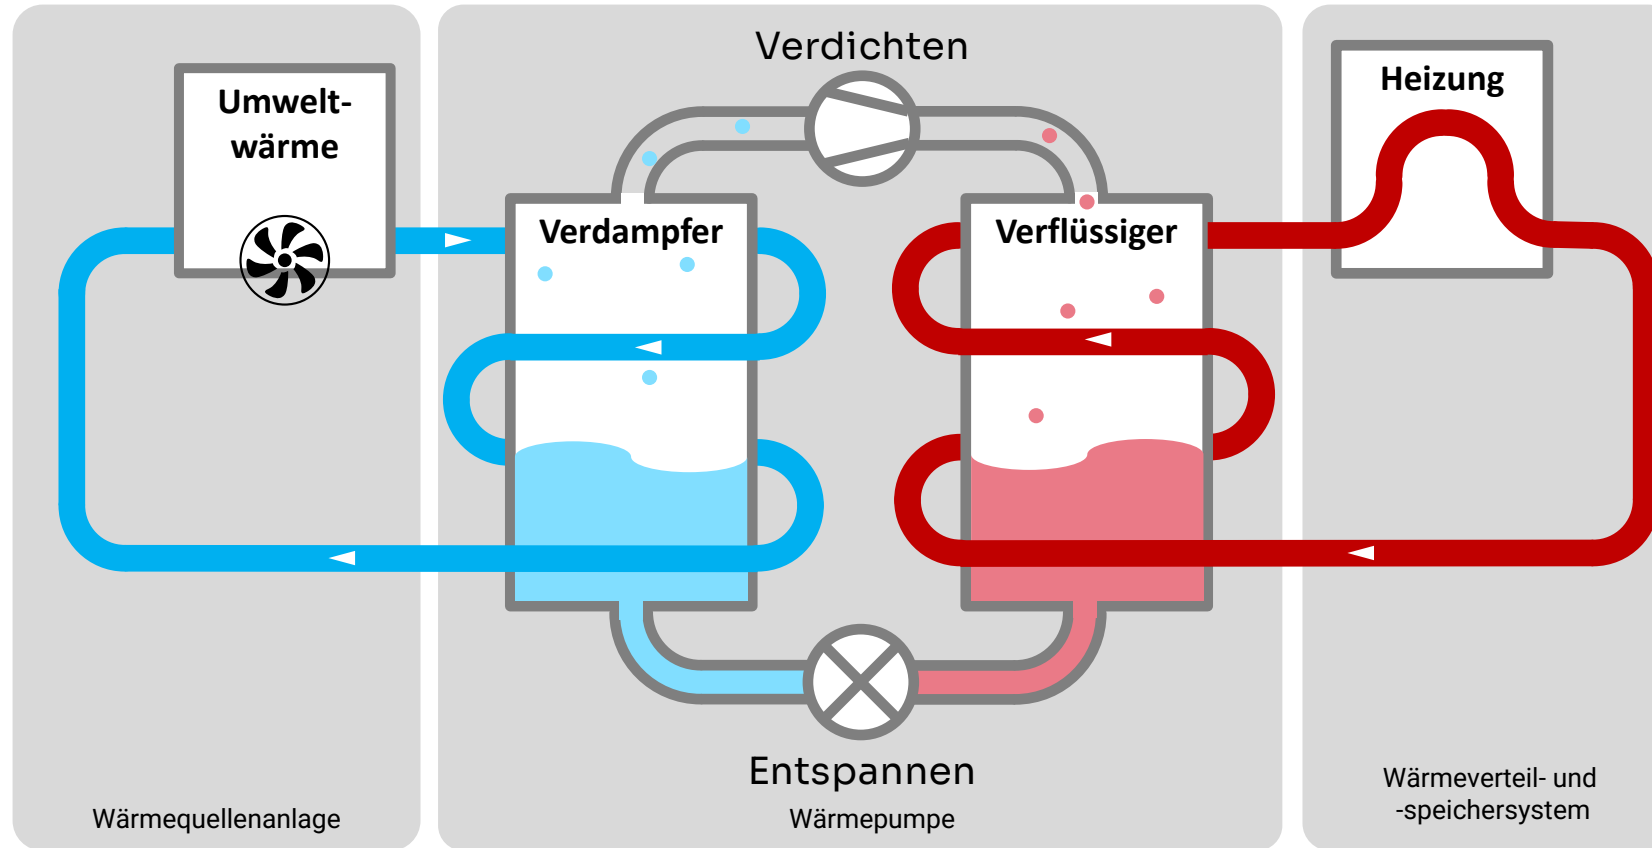 Verdichten
Umwelt-
wärme
Heizung
Verdampfer
Verflüssiger
Entspannen
Wärmequellenanlage
Wärmepumpe
Wärmeverteil- und
-speichersystem